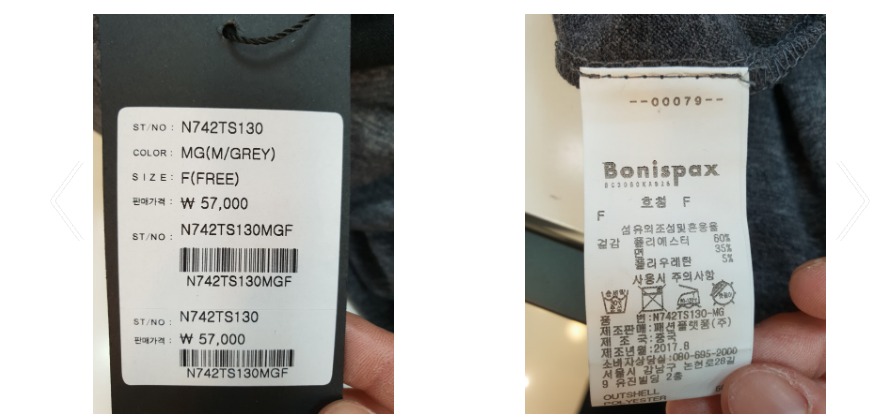 ST/NO : N742TS130
COLOR : MG(M/GREY)
SIZE : F(FREE)
판매가격 : ₩ 57,000
ST/NO : N742TS130MGF
N742TS130MGF
ST/NO : N742TS130
판매가격 : ₩ 57,000
N742TS130MGF
--00079--
Bonispax
호칭 F
F
섬유의조성및혼용율
겉감 폴리에스터 60%
면 35%
폴리우레탄 5%
사용시 주의사항
품 번:N742TS130-MG
제조판매:패션플랫폼(주)
제 조 국:중국
제조년월:2017.8
소비자상담실:080-695-2000
서울시 강남구 논현로28길
9 유진빌딩 2층
OUTSHELL
POLYESTER